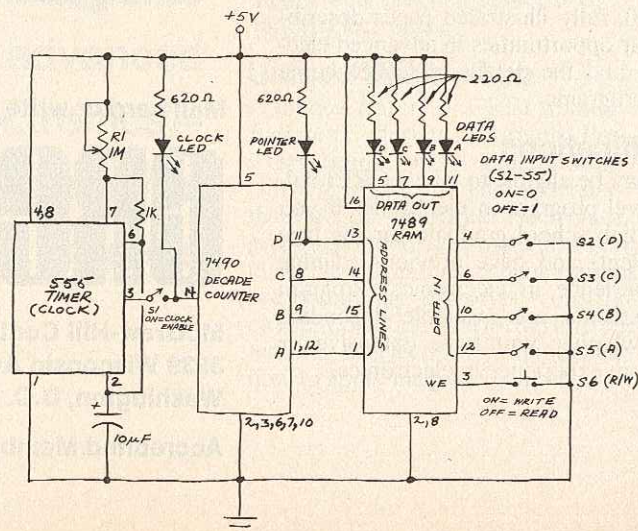 r opportunities
+5V
620Ω
620Ω
220Ω
CLOCK
LED
POINTER
LED
DATA
LEDS
D C B A
R1
1M
1K
DATA INPUT SWITCHES
(S2-S5)
ON=0
OFF=1
4,8
7
6
3
2
1
555
TIMER
(CLOCK)
S1
ON=CLOCK
ENABLE
14
5
7490
DECADE
COUNTER
D 11
C 8
B 9
A 1,12
2,3,6,7,10
16
5 7 9 11
DATA OUT
7489
RAM
13
14
15
1
ADDRESS LINES
DATA IN
4
6
10
12
WE 3
2,8
S2 (D)
S3 (C)
S4 (B)
S5 (A)
S6 (R/W)
ON=WRITE
OFF=READ
+
10µF